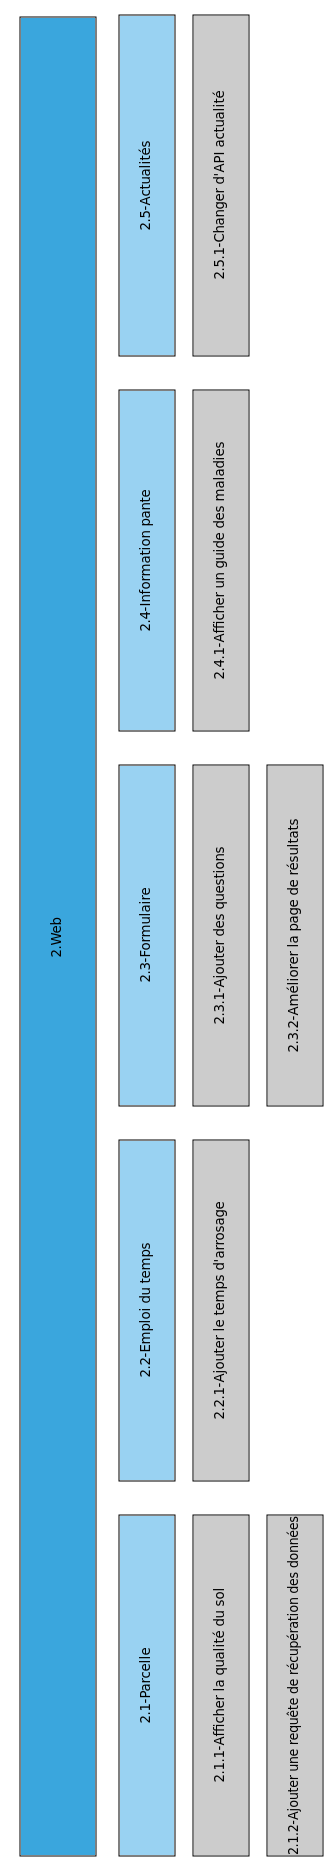 2.Web
2.1-Parcelle
2.1.1-Afficher la qualité du sol
2.1.2-Ajouter une requête de récupération des données
2.2-Emploi du temps
2.2.1-Ajouter le temps d'arrosage
2.3-Formulaire
2.3.1-Ajouter des questions
2.3.2-Améliorer la page de résultats
2.4-Information pante
2.4.1-Afficher un guide des maladies
2.5-Actualités
2.5.1-Changer d'API actualité